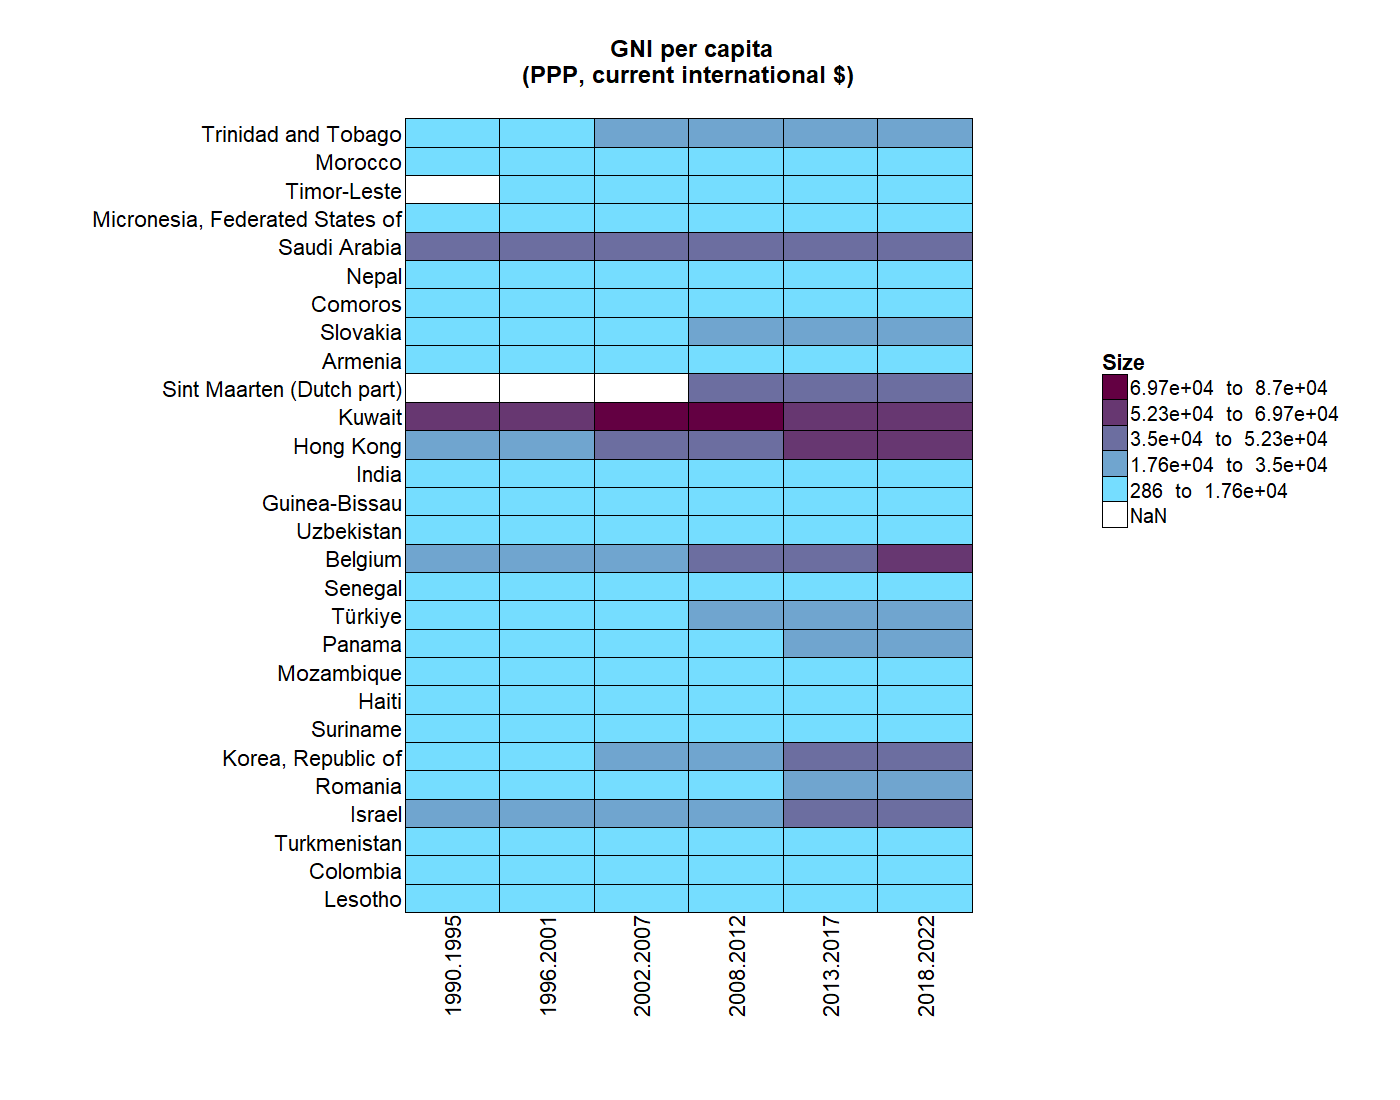 GNI per capita
(PPP, current international $)
Trinidad and Tobago
Morocco
Timor-Leste
Micronesia, Federated States of
Saudi Arabia
Nepal
Comoros
Slovakia
Armenia
Sint Maarten (Dutch part)
Kuwait
Hong Kong
India
Guinea-Bissau
Uzbekistan
Belgium
Senegal
Türkiye
Panama
Mozambique
Haiti
Suriname
Korea, Republic of
Romania
Israel
Turkmenistan
Colombia
Lesotho
1990.1995
1996.2001
2002.2007
2008.2012
2013.2017
2018.2022
Size
6.97e+04 to 8.7e+04
5.23e+04 to 6.97e+04
3.5e+04 to 5.23e+04
1.76e+04 to 3.5e+04
286 to 1.76e+04
NaN